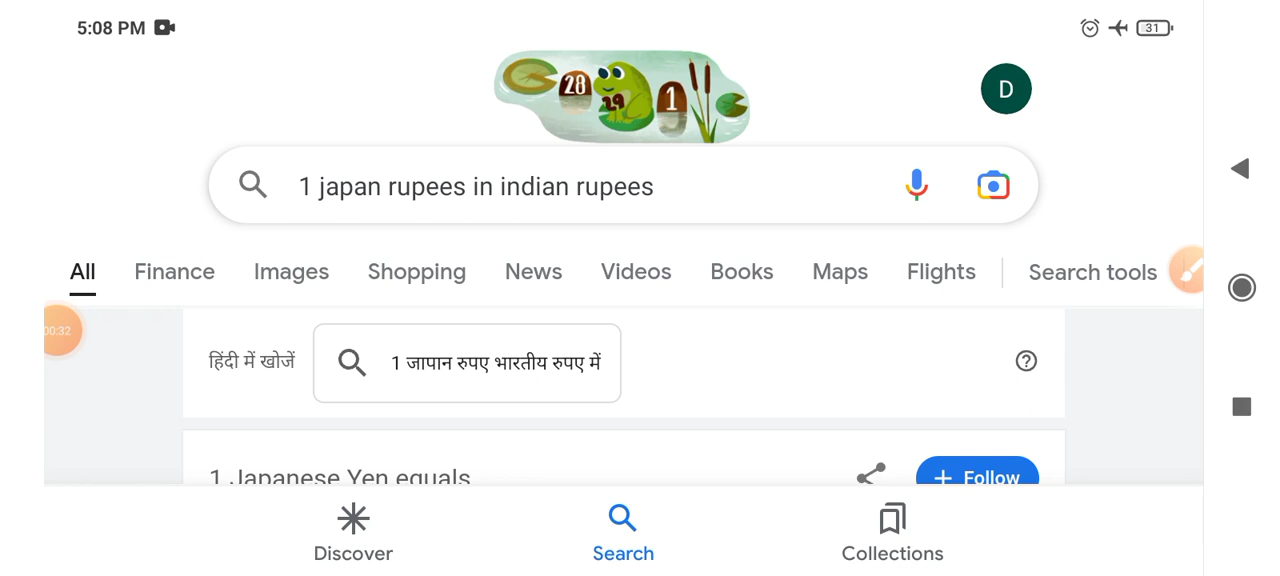 5:08 PM
31
28
29
1
D
1 japan rupees in indian rupees
All Finance Images Shopping News Videos Books Maps Flights Search tools
00:32
हिंदी में खोजें
1 जापान रुपए भारतीय रुपए में
1 Japanese Yen equals
+ Follow
Discover Search Collections